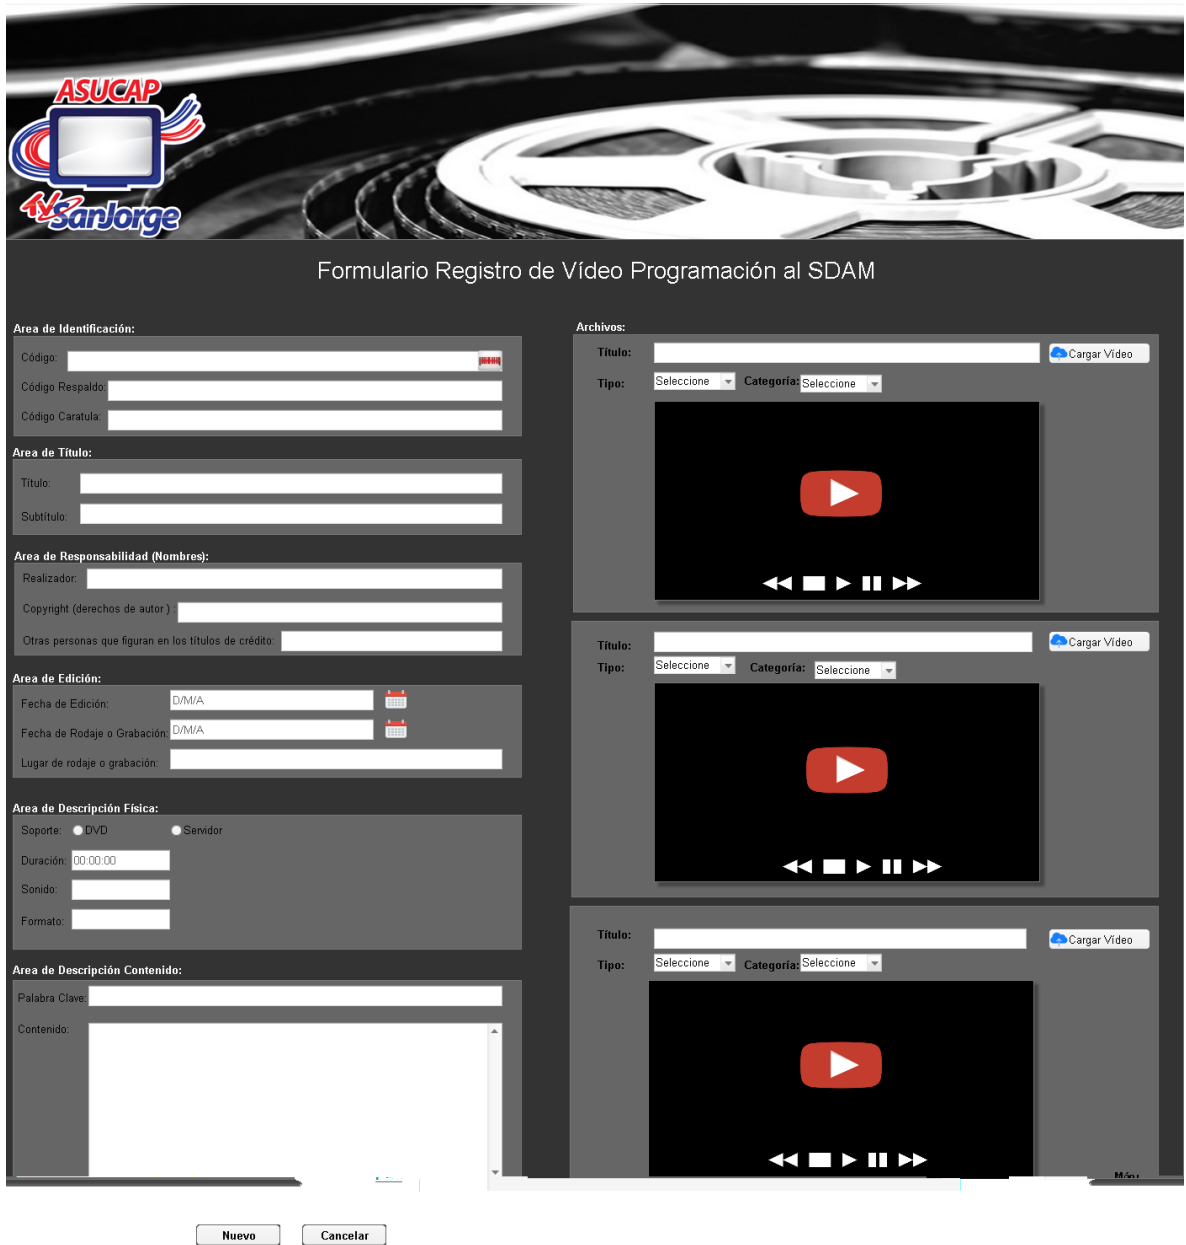 ASUCAP
TV SanJorge
Formulario Registro de Vídeo Programación al SDAM
Area de Identificación:
Código:
Código Respaldo:
Código Caratula:
Area de Título:
Título:
Subtítulo:
Area de Responsabilidad (Nombres):
Realizador:
Copyright (derechos de autor ) :
Otras personas que figuran en los títulos de crédito:
Area de Edición:
Fecha de Edición: D/M/A
Fecha de Rodaje o Grabación: D/M/A
Lugar de rodaje o grabación:
Area de Descripción Física:
Soporte: DVD Servidor
Duración: 00:00:00
Sonido:
Formato:
Area de Descripción Contenido:
Palabra Clave:
Contenido:
Archivos:
Título: Cargar Vídeo
Tipo: Seleccione Categoría: Seleccione
Título: Cargar Vídeo
Tipo: Seleccione Categoría: Seleccione
Título: Cargar Vídeo
Tipo: Seleccione Categoría: Seleccione
Nuevo Cancelar